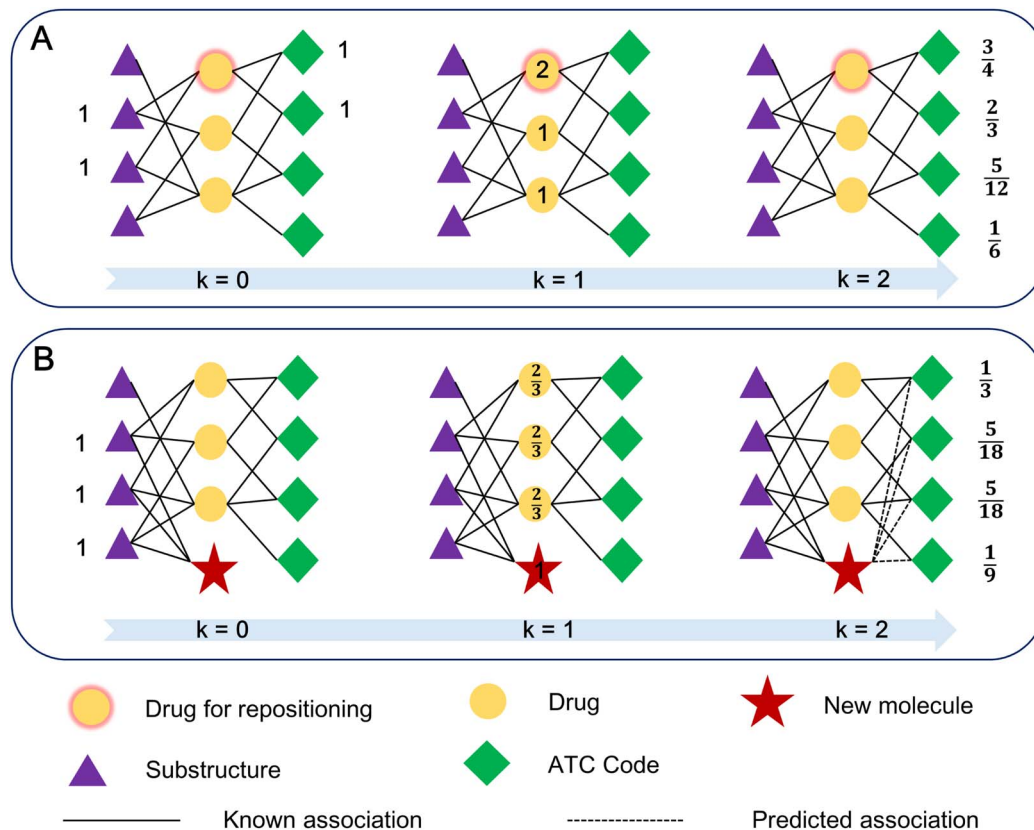 A
1
1
1
1
2
1
1
3/4
2/3
5/12
1/6
k = 0
k = 1
k = 2
B
1
1
1
2/3
2/3
2/3
1
1/3
5/18
5/18
1/9
k = 0
k = 1
k = 2
Drug for repositioning
Drug
New molecule
Substructure
ATC Code
Known association
Predicted association